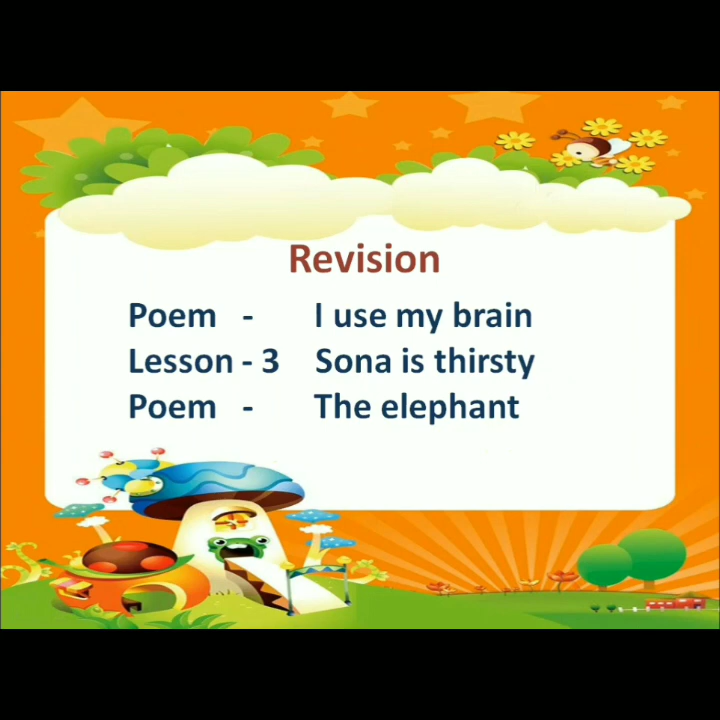 Revision
Poem - I use my brain
Lesson - 3 Sona is thirsty
Poem - The elephant